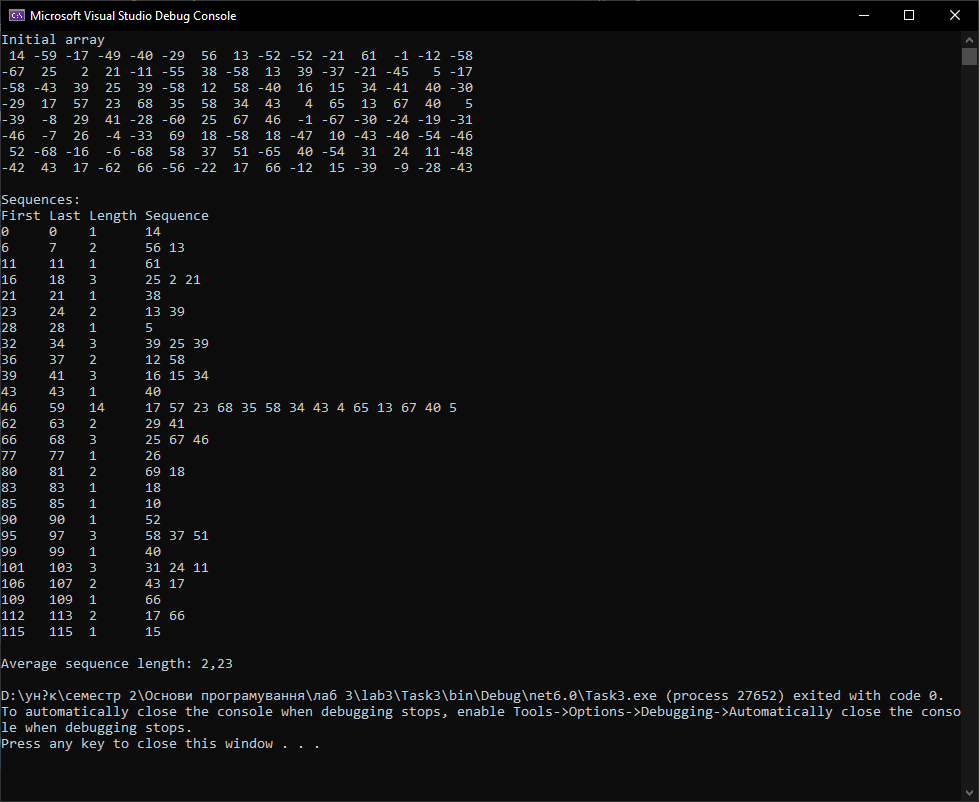 Microsoft Visual Studio Debug Console
Initial array
 14 -59 -17 -49 -40 -29  56  13 -52 -52 -21  61  -1 -12 -58
-67  25   2  21 -11 -55  38 -58  13  39 -37 -21 -45   5 -17
-58 -43  39  25  39 -58  12  58 -40  16  15  34 -41  40 -30
-29  17  57  23  68  35  58  34  43   4  65  13  67  40   5
-39  -8  29  41 -28 -60  25  67  46  -1 -67 -30 -24 -19 -31
-46  -7  26  -4 -33  69  18 -58  18 -47  10 -43 -40 -54 -46
 52 -68 -16  -6 -68  58  37  51 -65  40 -54  31  24  11 -48
-42  43  17 -62  66 -56 -22  17  66 -12  15 -39  -9 -28 -43
Sequences:
First Last Length Sequence
0     0    1      14
6     7    2      56 13
11    11   1      61
16    18   3      25 2 21
21    21   1      38
23    24   2      13 39
28    28   1      5
32    34   3      39 25 39
36    37   2      12 58
39    41   3      16 15 34
43    43   1      40
46    59   14     17 57 23 68 35 58 34 43 4 65 13 67 40 5
62    63   2      29 41
66    68   3      25 67 46
77    77   1      26
80    81   2      69 18
83    83   1      18
85    85   1      10
90    90   1      52
95    97   3      58 37 51
99    99   1      40
101   103  3      31 24 11
106   107  2      43 17
109   109  1      66
112   113  2      17 66
115   115  1      15
Average sequence length: 2,23
D:\ун?к\семестр 2\Основи програмування\лаб 3\lab3\Task3\bin\Debug\net6.0\Task3.exe (process 27652) exited with code 0.
To automatically close the console when debugging stops, enable Tools->Options->Debugging->Automatically close the conso
le when debugging stops.
Press any key to close this window . . .